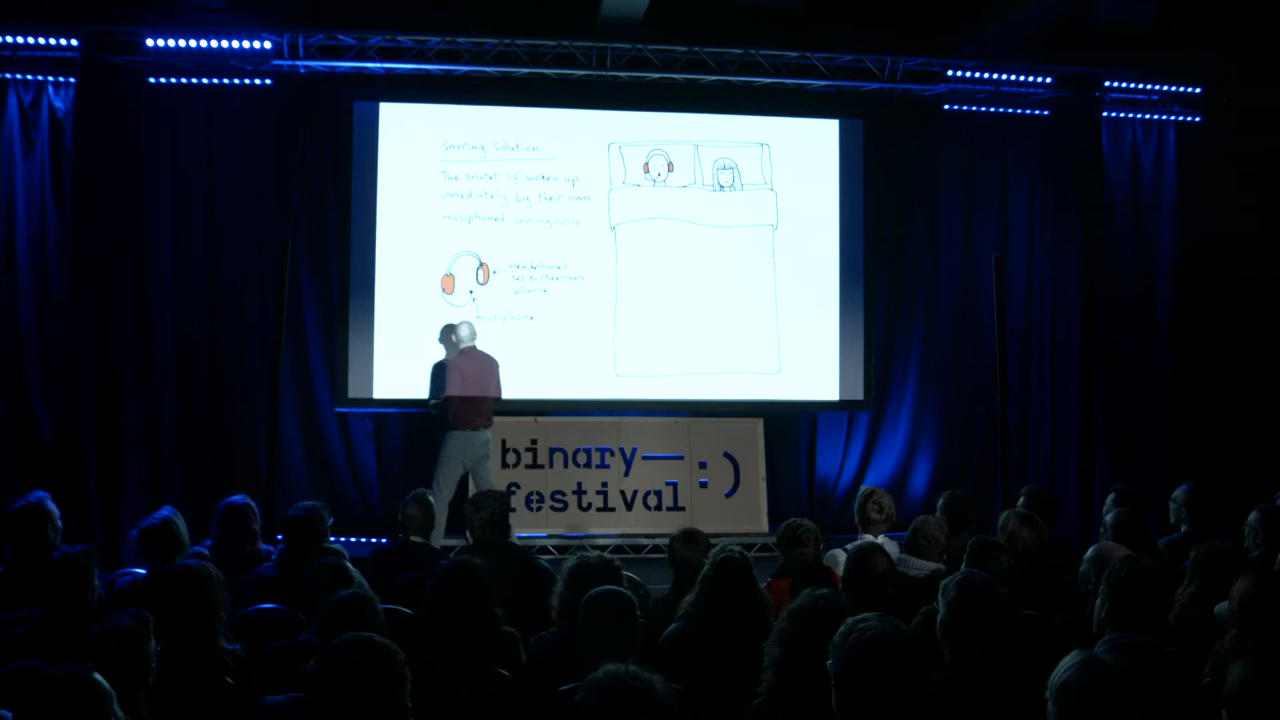 Snoring Solution
The snorer is woken up
immediately by their own
microphoned snoring noise
Headphones
set to maximum
volume
microphone
binary—:)
festival